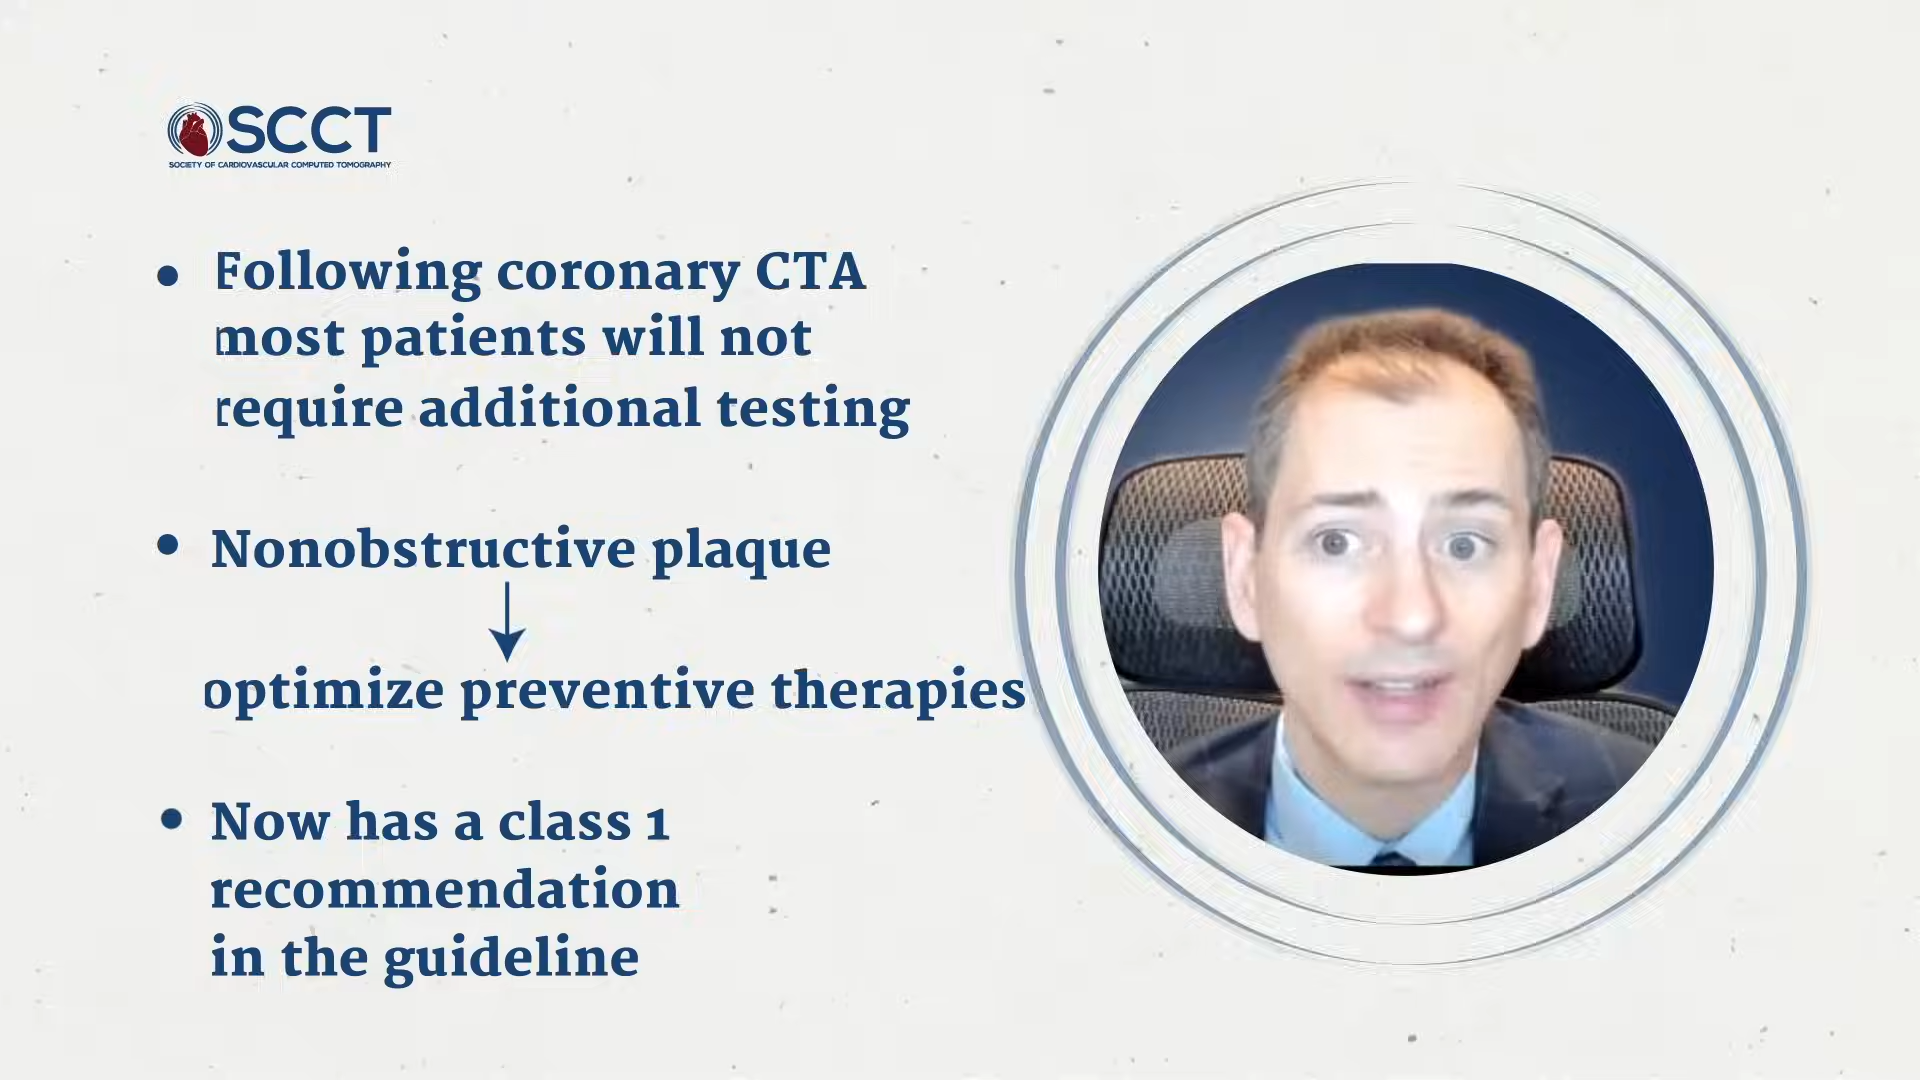 SCCT
SOCIETY OF CARDIOVASCULAR COMPUTED TOMOGRAPHY
Following coronary CTA
most patients will not
require additional testing
Nonobstructive plaque
optimize preventive therapies
Now has a class 1
recommendation
in the guideline